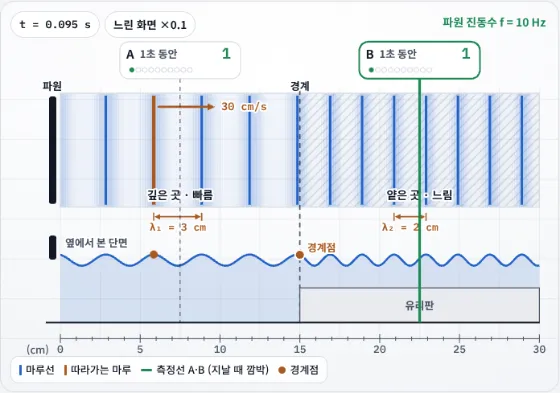 t = 0.095 s
느린 화면 ×0.1
파원 진동수 f = 10 Hz
A 1초 동안 1
B 1초 동안 1
파원
경계
30 cm/s
깊은 곳 · 빠름
얕은 곳 · 느림
λ₁ = 3 cm
λ₂ = 2 cm
옆에서 본 단면
경계점
유리판
(cm) 0 5 10 15 20 25 30
마루선 따라가는 마루 측정선 A·B (지날 때 깜박) 경계점